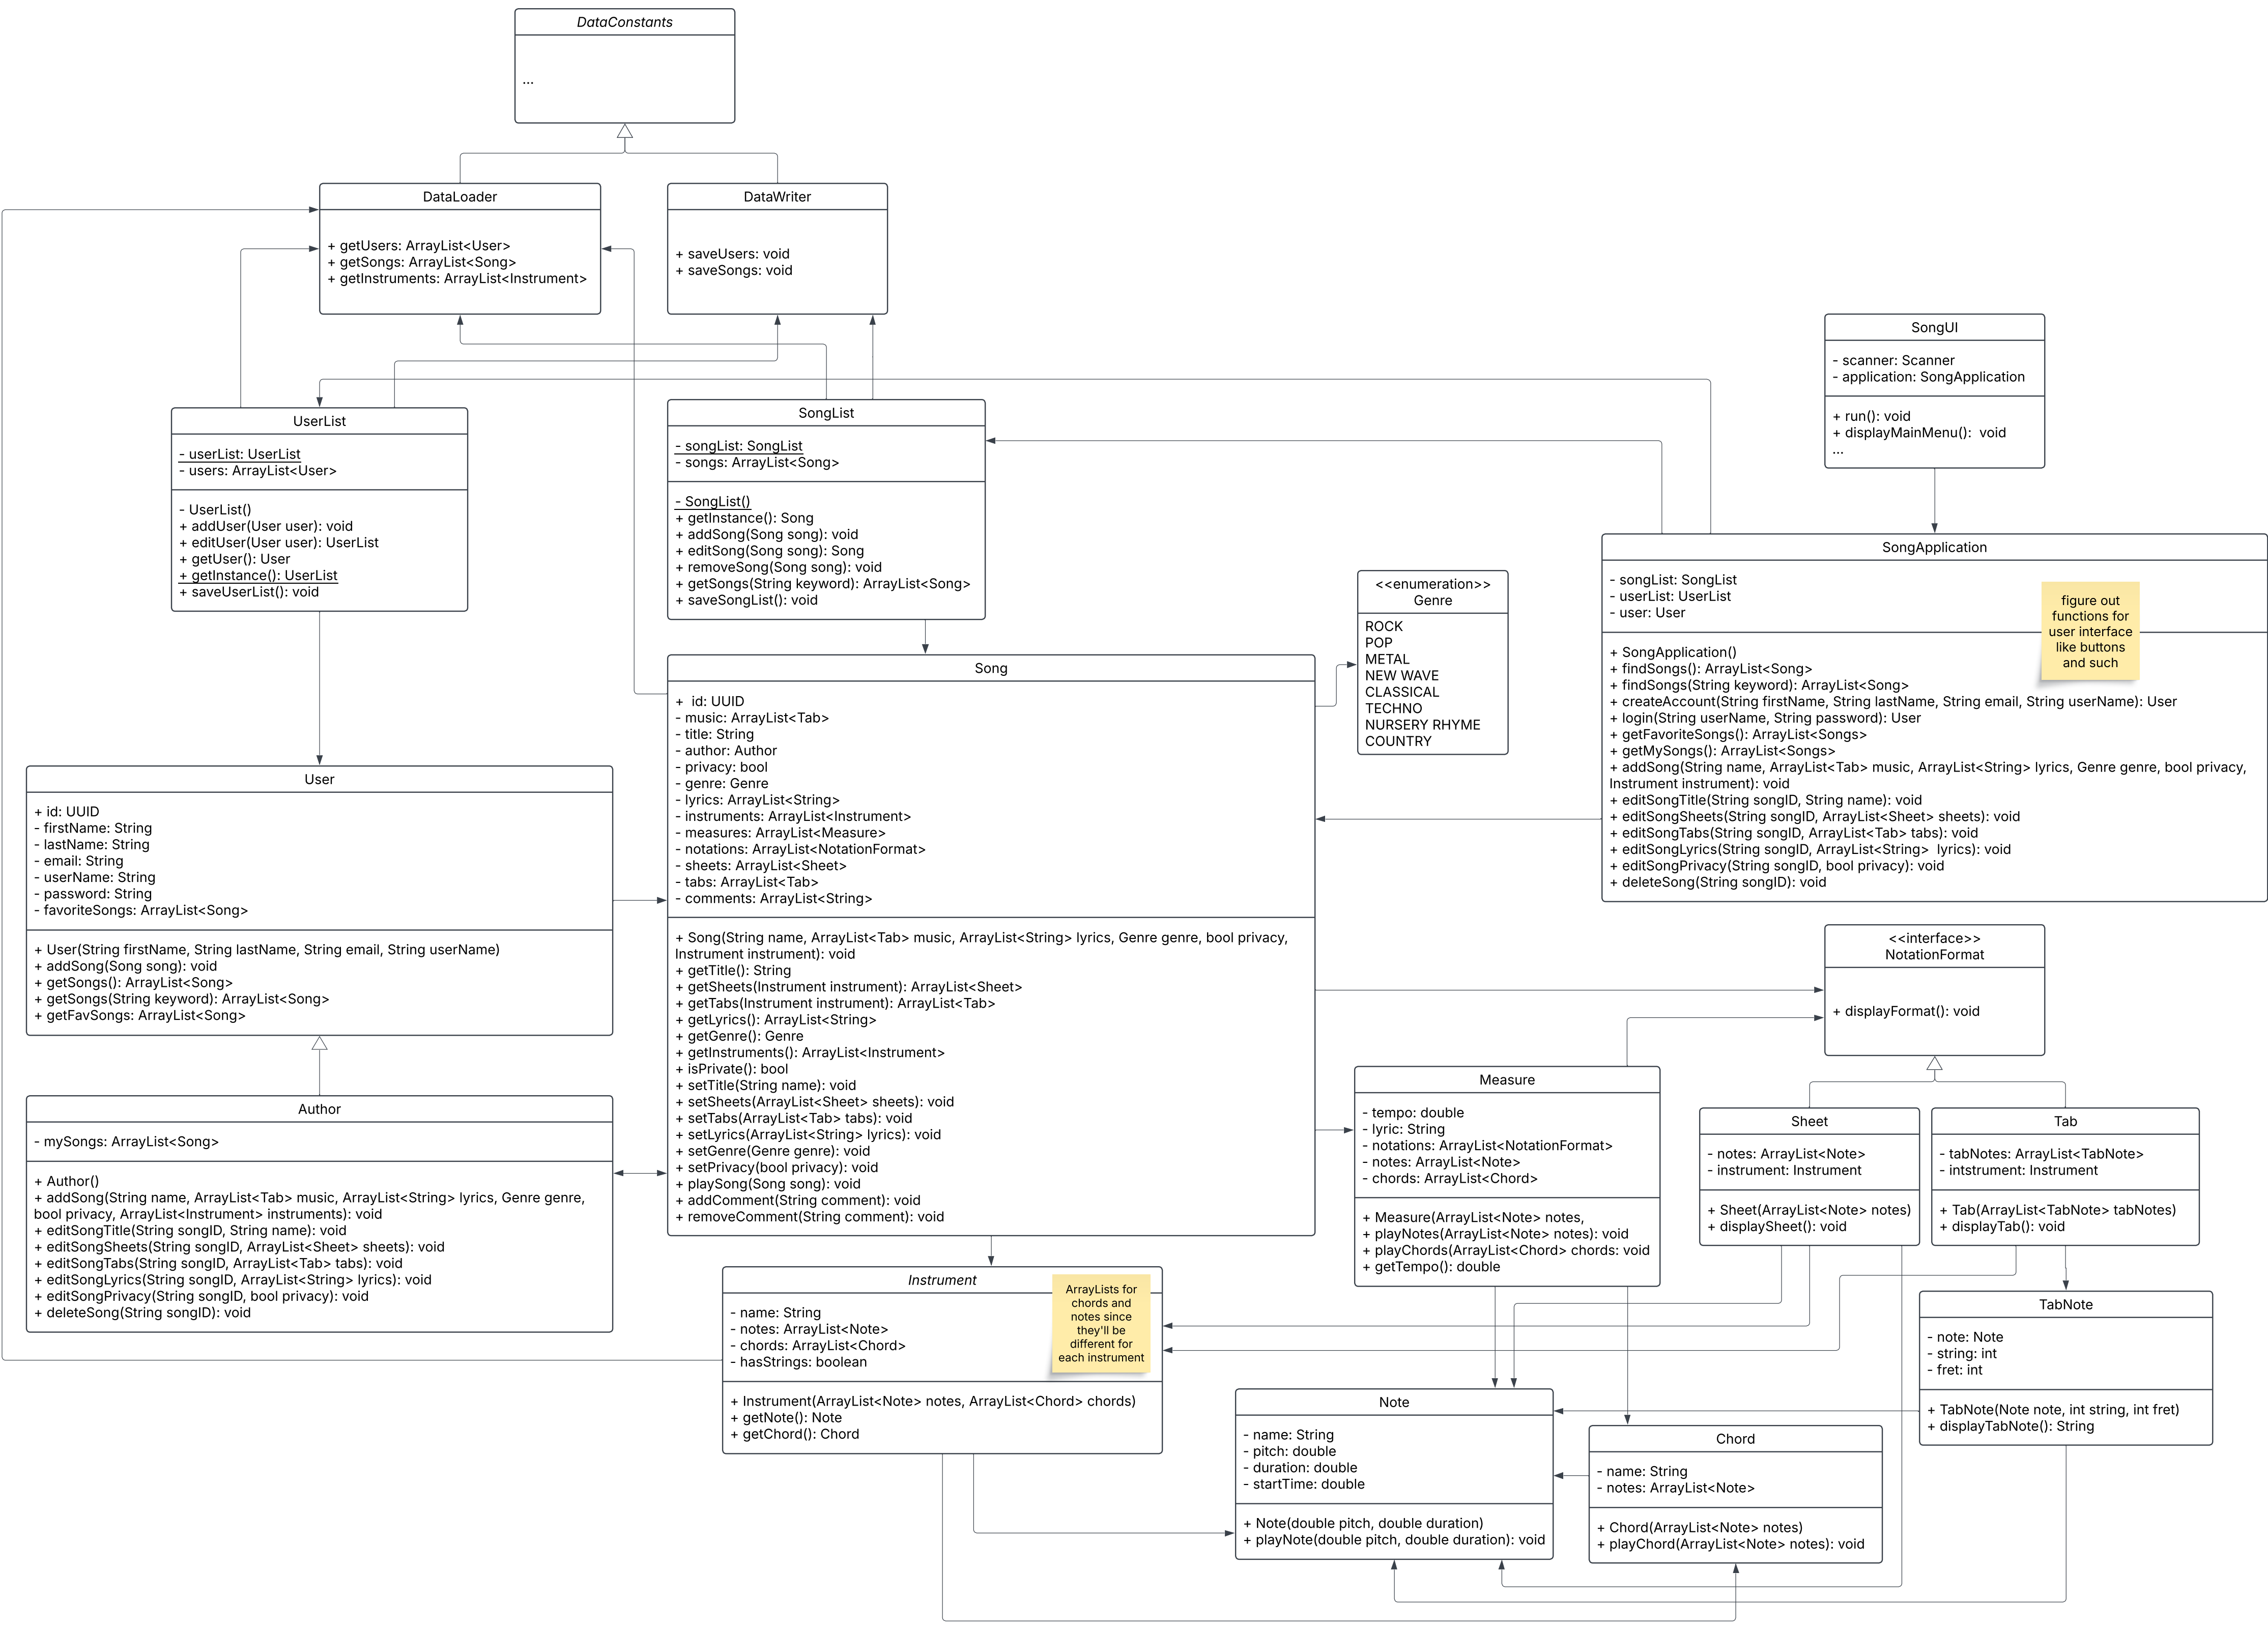 DataConstants
...
DataLoader
+ getUsers: ArrayList<User>
+ getSongs: ArrayList<Song>
+ getInstruments: ArrayList<Instrument>
DataWriter
+ saveUsers: void
+ saveSongs: void
SongUI
- scanner: Scanner
- application: SongApplication
+ run(): void
+ displayMainMenu():  void
...
UserList
- userList: UserList
- users: ArrayList<User>
- UserList()
+ addUser(User user): void
+ editUser(User user): UserList
+ getUser(): User
+ getInstance(): UserList
+ saveUserList(): void
SongList
- songList: SongList
- songs: ArrayList<Song>
- SongList()
+ getInstance(): Song
+ addSong(Song song): void
+ editSong(Song song): Song
+ removeSong(Song song): void
+ getSongs(String keyword): ArrayList<Song>
+ saveSongList(): void
<<enumeration>>
Genre
ROCK
POP
METAL
NEW WAVE
CLASSICAL
TECHNO
NURSERY RHYME
COUNTRY
SongApplication
- songList: SongList
- userList: UserList
- user: User
figure out
functions for
user interface
like buttons
and such
+ SongApplication()
+ findSongs(): ArrayList<Song>
+ findSongs(String keyword): ArrayList<Song>
+ createAccount(String firstName, String lastName, String email, String userName): User
+ login(String userName, String password): User
+ getFavoriteSongs(): ArrayList<Songs>
+ getMySongs(): ArrayList<Songs>
+ addSong(String name, ArrayList<Tab> music, ArrayList<String> lyrics, Genre genre, bool privacy,
Instrument instrument): void
+ editSongTitle(String songID, String name): void
+ editSongSheets(String songID, ArrayList<Sheet> sheets): void
+ editSongTabs(String songID, ArrayList<Tab> tabs): void
+ editSongLyrics(String songID, ArrayList<String>  lyrics): void
+ editSongPrivacy(String songID, bool privacy): void
+ deleteSong(String songID): void
User
+ id: UUID
- firstName: String
- lastName: String
- email: String
- userName: String
- password: String
- favoriteSongs: ArrayList<Song>
+ User(String firstName, String lastName, String email, String userName)
+ addSong(Song song): void
+ getSongs(): ArrayList<Song>
+ getSongs(String keyword): ArrayList<Song>
+ getFavSongs: ArrayList<Song>
Song
+  id: UUID
- music: ArrayList<Tab>
- title: String
- author: Author
- privacy: bool
- genre: Genre
- lyrics: ArrayList<String>
- instruments: ArrayList<Instrument>
- measures: ArrayList<Measure>
- notations: ArrayList<NotationFormat>
- sheets: ArrayList<Sheet>
- tabs: ArrayList<Tab>
- comments: ArrayList<String>
+ Song(String name, ArrayList<Tab> music, ArrayList<String> lyrics, Genre genre, bool privacy,
Instrument instrument): void
+ getTitle(): String
+ getSheets(Instrument instrument): ArrayList<Sheet>
+ getTabs(Instrument instrument): ArrayList<Tab>
+ getLyrics(): ArrayList<String>
+ getGenre(): Genre
+ getInstruments(): ArrayList<Instrument>
+ isPrivate(): bool
+ setTitle(String name): void
+ setSheets(ArrayList<Sheet> sheets): void
+ setTabs(ArrayList<Tab> tabs): void
+ setLyrics(ArrayList<String> lyrics): void
+ setGenre(Genre genre): void
+ setPrivacy(bool privacy): void
+ playSong(Song song): void
+ addComment(String comment): void
+ removeComment(String comment): void
<<interface>>
NotationFormat
+ displayFormat(): void
Author
- mySongs: ArrayList<Song>
+ Author()
+ addSong(String name, ArrayList<Tab> music, ArrayList<String> lyrics, Genre genre,
bool privacy, ArrayList<Instrument> instruments): void
+ editSongTitle(String songID, String name): void
+ editSongSheets(String songID, ArrayList<Sheet> sheets): void
+ editSongTabs(String songID, ArrayList<Tab> tabs): void
+ editSongLyrics(String songID, ArrayList<String> lyrics): void
+ editSongPrivacy(String songID, bool privacy): void
+ deleteSong(String songID): void
Measure
- tempo: double
- lyric: String
- notations: ArrayList<NotationFormat>
- notes: ArrayList<Note>
- chords: ArrayList<Chord>
+ Measure(ArrayList<Note> notes,
+ playNotes(ArrayList<Note> notes): void
+ playChords(ArrayList<Chord> chords: void
+ getTempo(): double
Sheet
- notes: ArrayList<Note>
- instrument: Instrument
+ Sheet(ArrayList<Note> notes)
+ displaySheet(): void
Tab
- tabNotes: ArrayList<TabNote>
- intstrument: Instrument
+ Tab(ArrayList<TabNote> tabNotes)
+ displayTab(): void
Instrument
- name: String
- notes: ArrayList<Note>
- chords: ArrayList<Chord>
- hasStrings: boolean
ArrayLists for
chords and
notes since
they'll be
different for
each instrument
+ Instrument(ArrayList<Note> notes, ArrayList<Chord> chords)
+ getNote(): Note
+ getChord(): Chord
TabNote
- note: Note
- string: int
- fret: int
+ TabNote(Note note, int string, int fret)
+ displayTabNote(): String
Note
- name: String
- pitch: double
- duration: double
- startTime: double
+ Note(double pitch, double duration)
+ playNote(double pitch, double duration): void
Chord
- name: String
- notes: ArrayList<Note>
+ Chord(ArrayList<Note> notes)
+ playChord(ArrayList<Note> notes): void